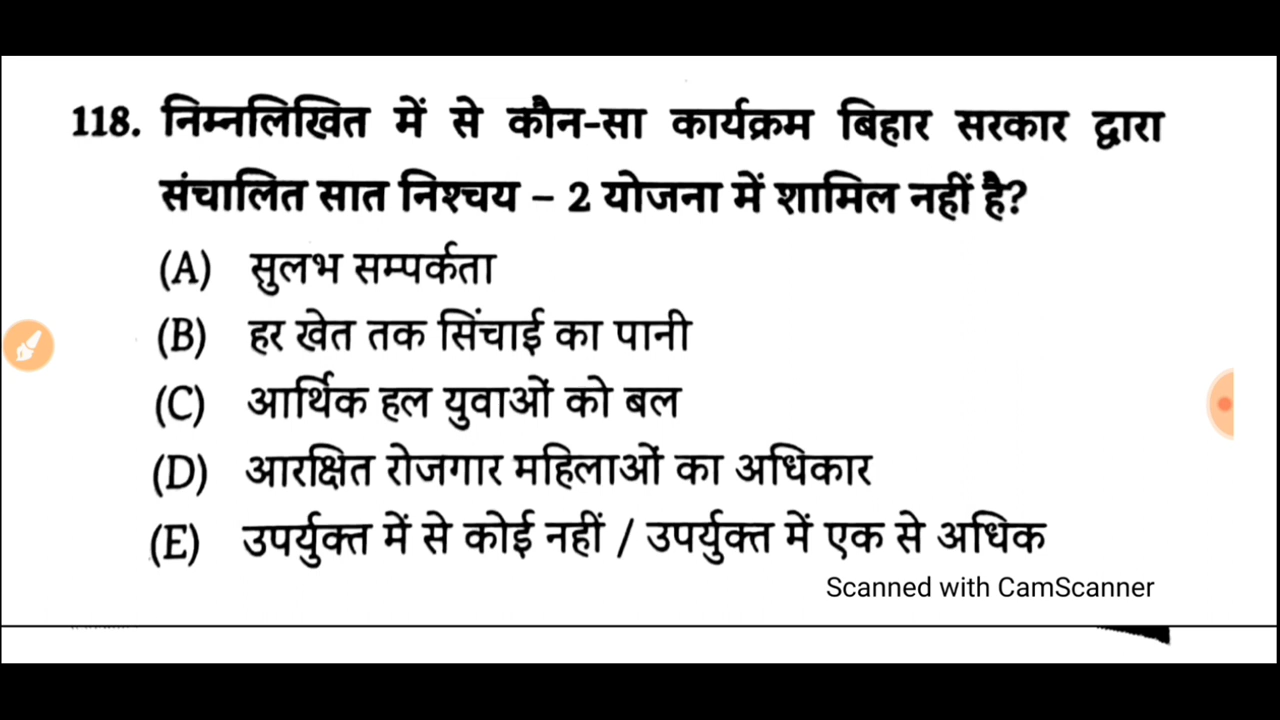 118. निम्नलिखित में से कौन-सा कार्यक्रम बिहार सरकार द्वारा
संचालित सात निश्चय – 2 योजना में शामिल नहीं है?
(A) सुलभ सम्पर्कता
(B) हर खेत तक सिंचाई का पानी
(C) आर्थिक हल युवाओं को बल
(D) आरक्षित रोजगार महिलाओं का अधिकार
(E) उपर्युक्त में से कोई नहीं / उपर्युक्त में एक से अधिक
Scanned with CamScanner